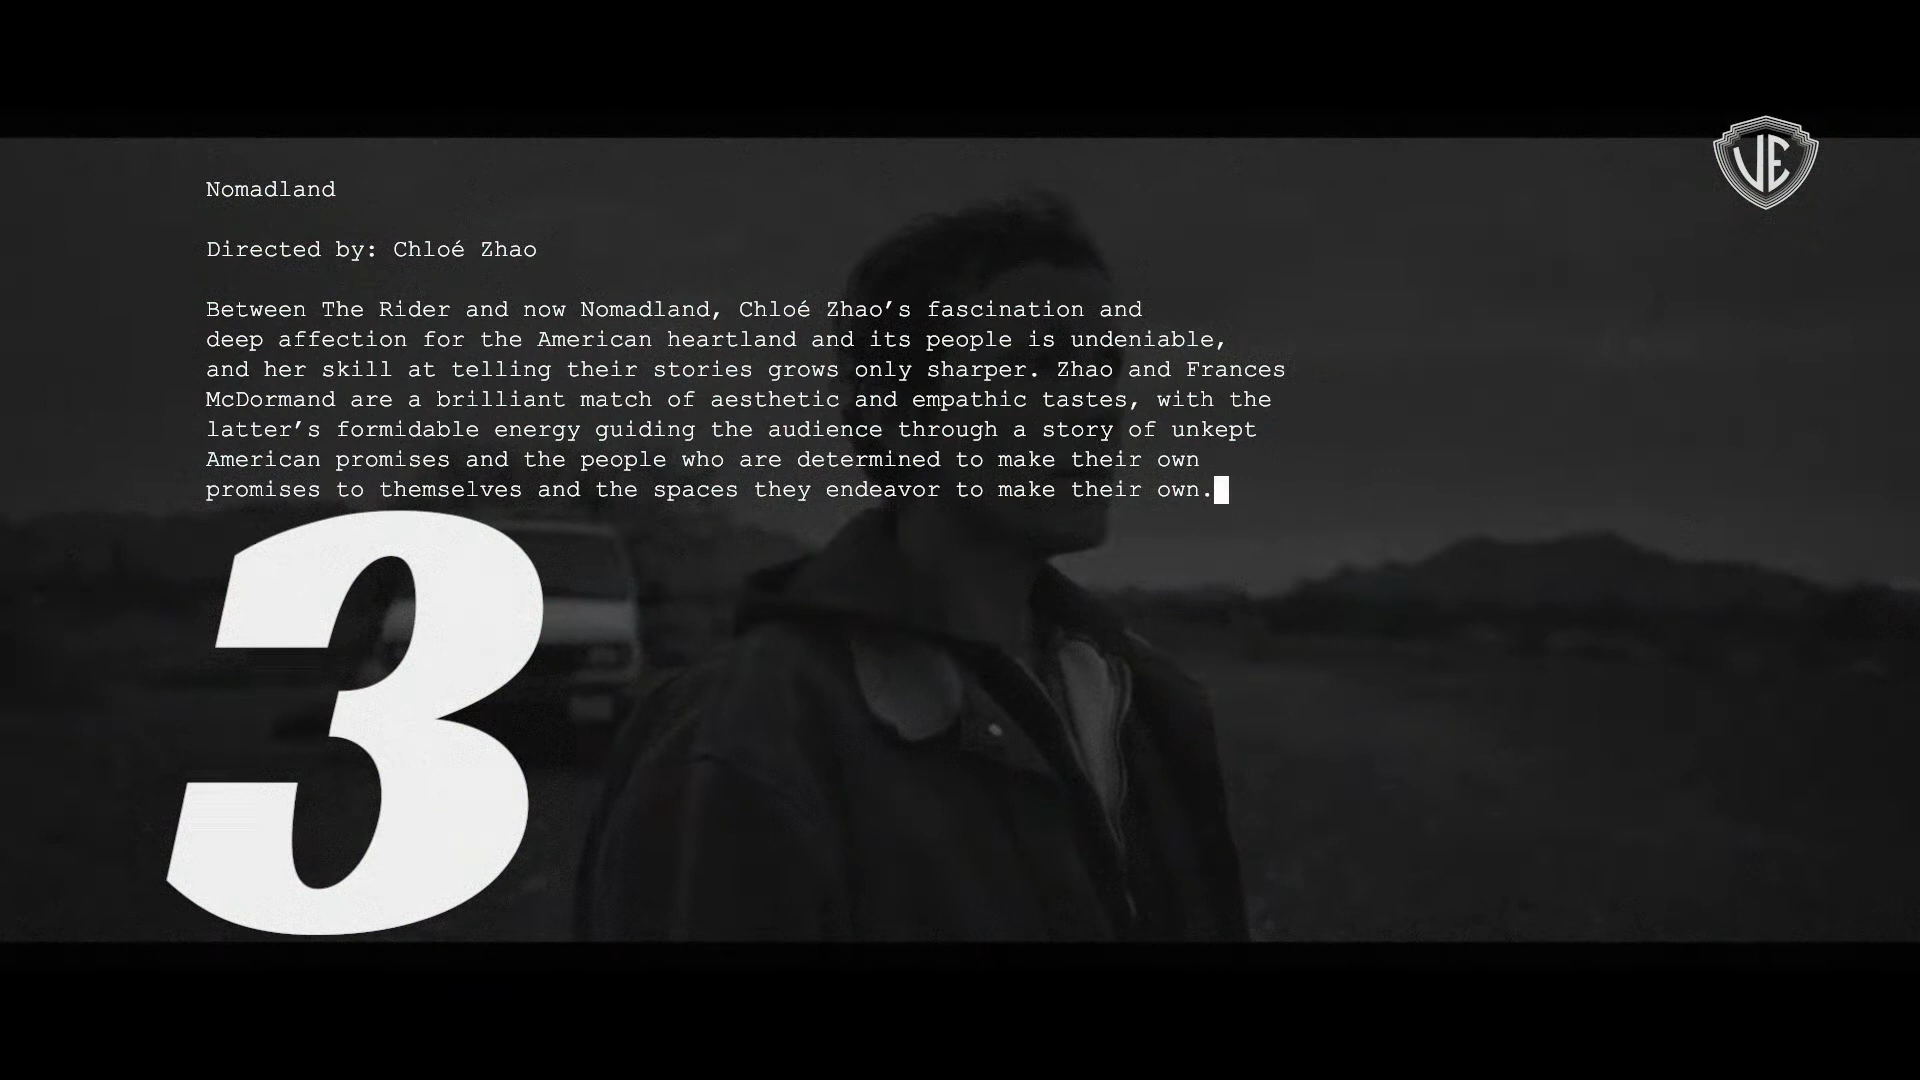 VE
Nomadland
Directed by: Chloé Zhao
Between The Rider and now Nomadland, Chloé Zhao’s fascination and
deep affection for the American heartland and its people is undeniable,
and her skill at telling their stories grows only sharper. Zhao and Frances
McDormand are a brilliant match of aesthetic and empathic tastes, with the
latter’s formidable energy guiding the audience through a story of unkept
American promises and the people who are determined to make their own
promises to themselves and the spaces they endeavor to make their own.
3